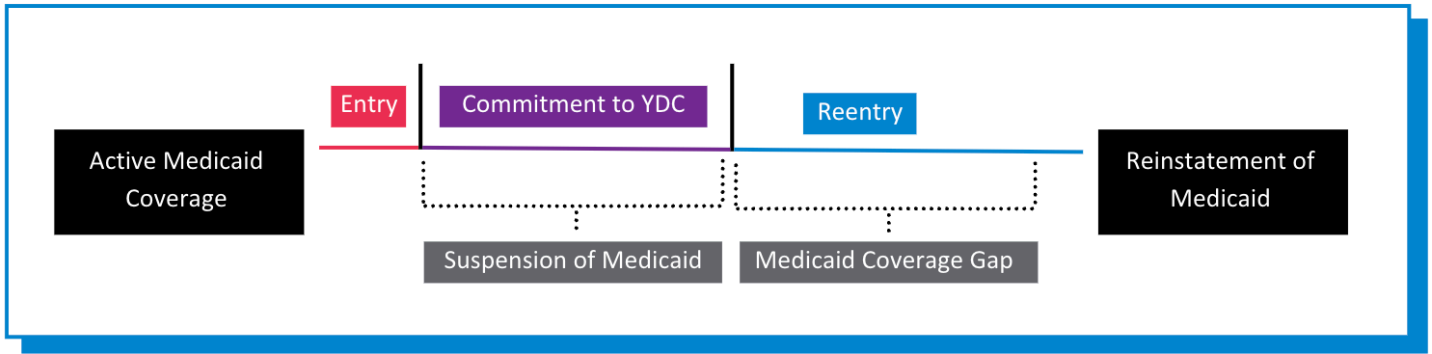 Active Medicaid
Coverage
Entry
Commitment to YDC
Reentry
Suspension of Medicaid
Medicaid Coverage Gap
Reinstatement of
Medicaid